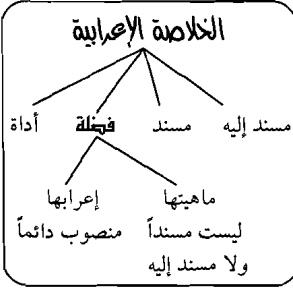 الخلاصة الإعرابية
مسند إليه مسند فضلة أداة
ماهيتها إعرابها
ليست مسنداً منصوب دائماً
ولا مسند إليه